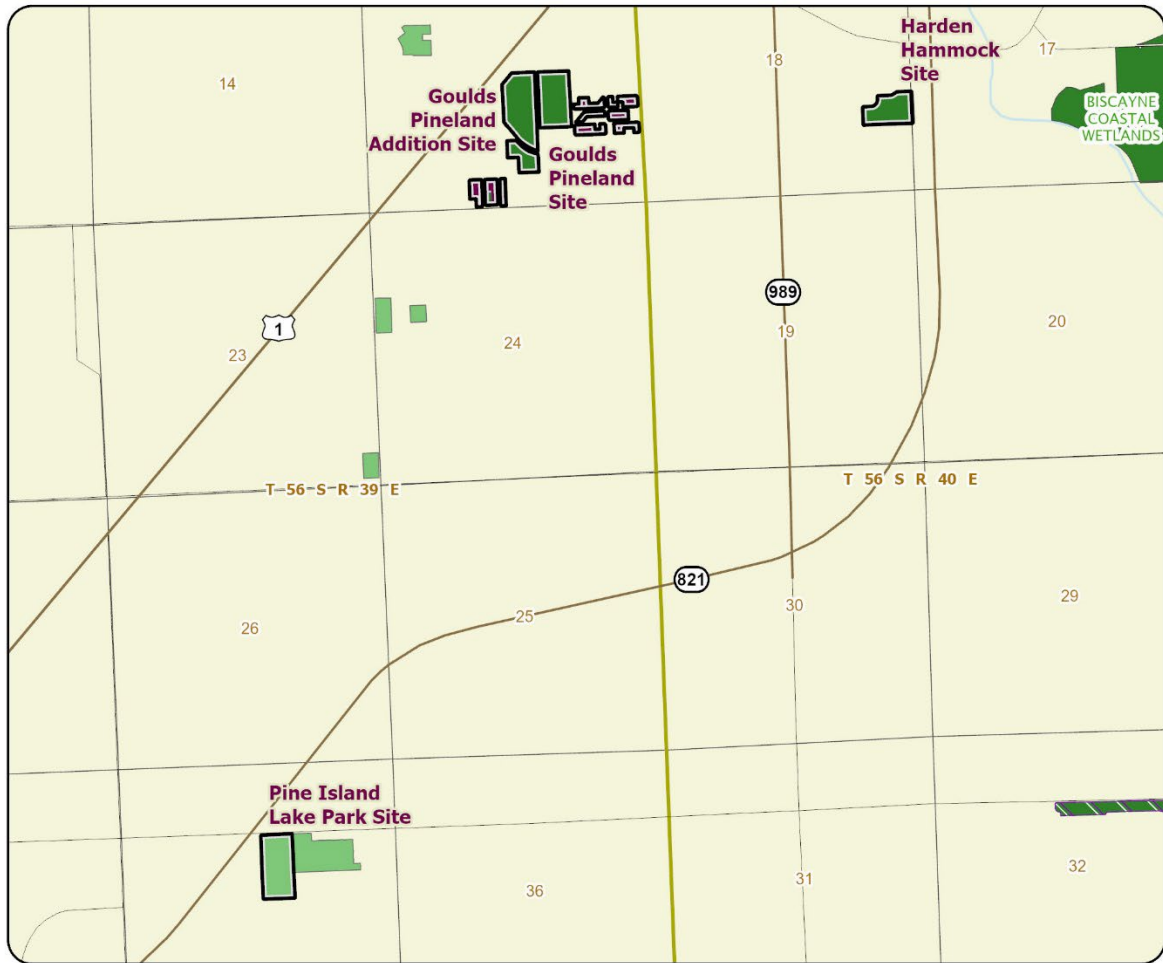 Harden
Hammock
Site
17
18
14
Goulds
Pineland
Addition Site
BISCAYNE
COASTAL
WETLANDS
Goulds
Pineland
Site
989
1
23
24
19
20
T 56 S R 39 E
T 56 S R 40 E
821
26
25
30
29
Pine Island
Lake Park Site
36
31
32